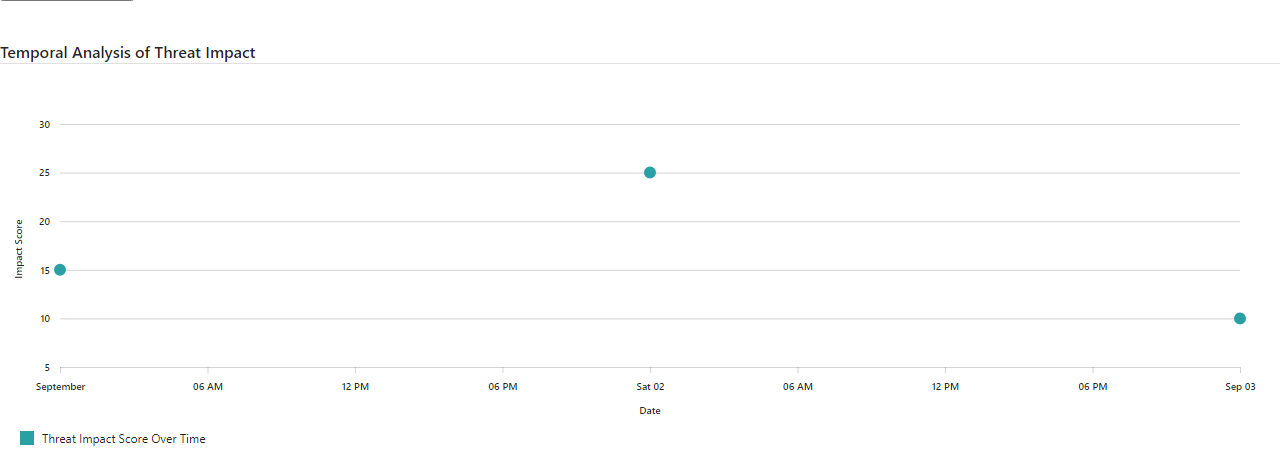 Temporal Analysis of Threat Impact
30
25
20
15
10
5
Impact Score
September 06 AM 12 PM 06 PM Sat 02 06 AM 12 PM 06 PM Sep 03
Date
Threat Impact Score Over Time